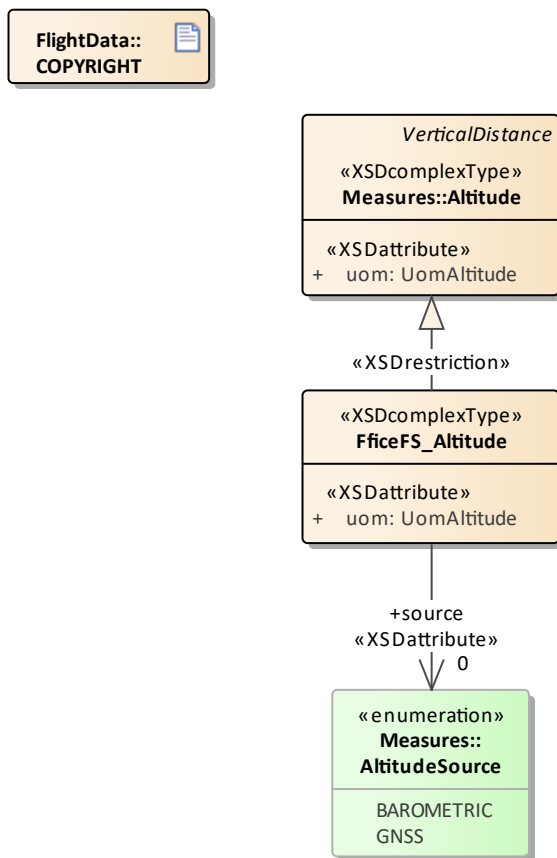 FlightData::
COPYRIGHT
VerticalDistance
«XSDcomplexType»
Measures::Altitude
«XSDattribute»
+ uom: UomAltitude
«XSDrestriction»
«XSDcomplexType»
FficeFS_Altitude
«XSDattribute»
+ uom: UomAltitude
+source
«XSDattribute»
0
«enumeration»
Measures::
AltitudeSource
BAROMETRIC
GNSS